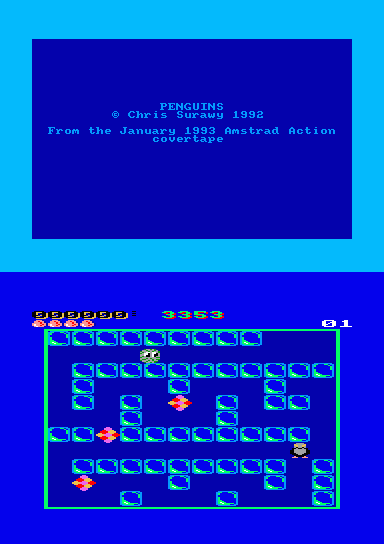 PENGUINS
© Chris Surawy 1992
From the January 1993 Amstrad Action
covertape
000000 3353
01